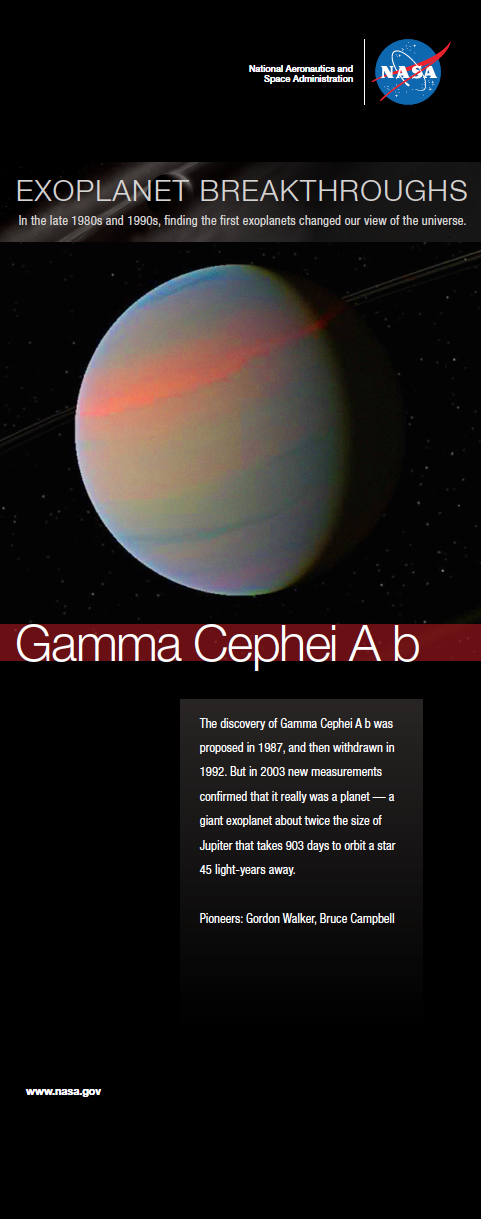 National Aeronautics and
Space Administration
NASA
EXOPLANET BREAKTHROUGHS
In the late 1980s and 1990s, finding the first exoplanets changed our view of the universe.
Gamma Cephei A b
The discovery of Gamma Cephei A b was
proposed in 1987, and then withdrawn in
1992. But in 2003 new measurements
confirmed that it really was a planet — a
giant exoplanet about twice the size of
Jupiter that takes 903 days to orbit a star
45 light-years away.
Pioneers: Gordon Walker, Bruce Campbell
www.nasa.gov